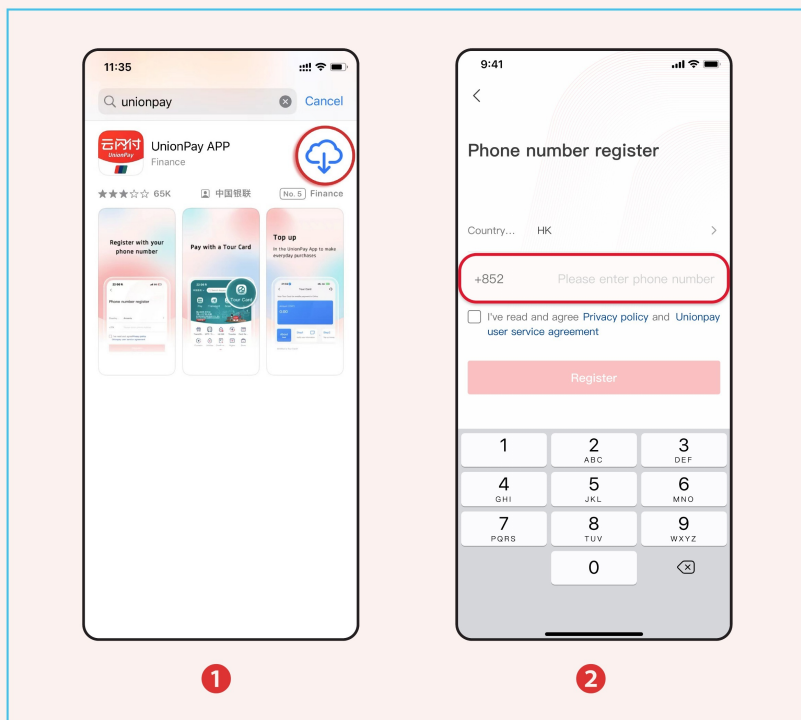 11:35
unionpay
Cancel
云闪付
UnionPay
UnionPay APP
Finance
65K
中国银联
No. 5 Finance
Register with your
phone number
Phone number register
Pay with a Tour Card
Tour Card
Top up
In the UnionPay App to make
everyday purchases
Tour Card
0.00
1
9:41
Phone number register
Country... HK
+852 Please enter phone number
I've read and agree Privacy policy and Unionpay
user service agreement
Register
1
2
ABC
3
DEF
4
GHI
5
JKL
6
MNO
7
PQRS
8
TUV
9
WXYZ
0
2